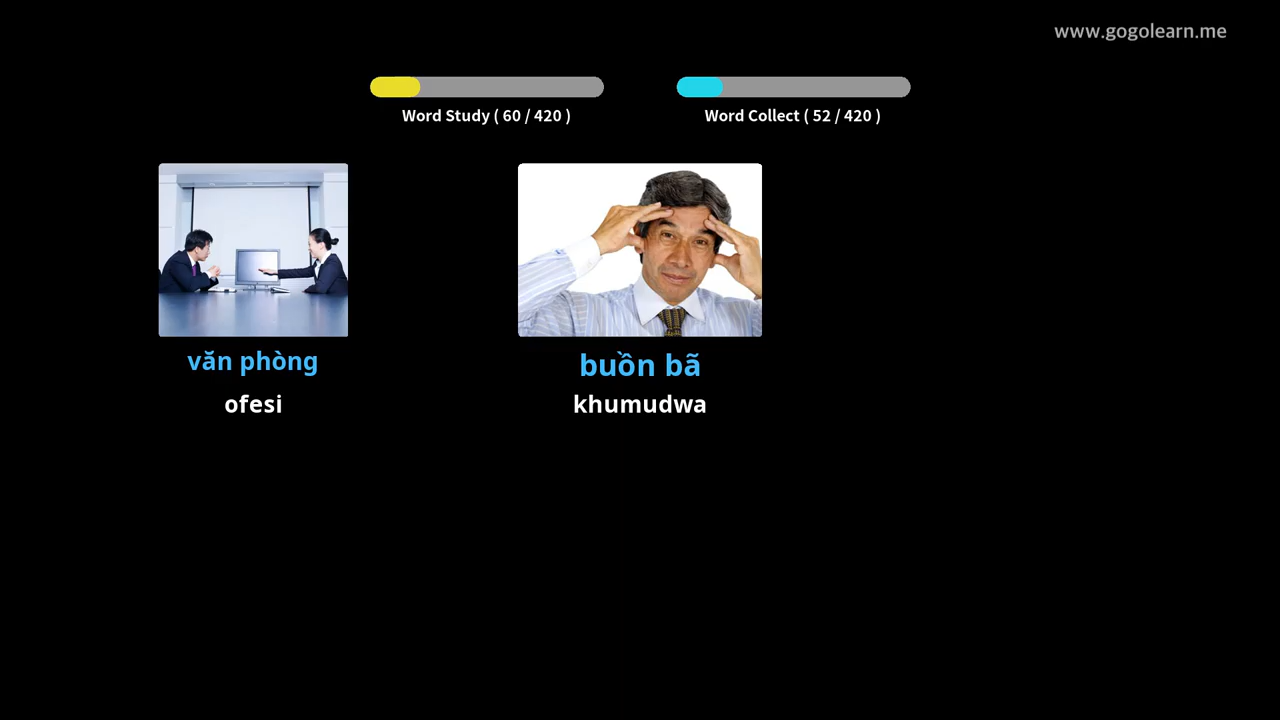 www.gogolearn.me
Word Study ( 60 / 420 )
Word Collect ( 52 / 420 )
văn phòng
ofesi
buồn bã
khumudwa